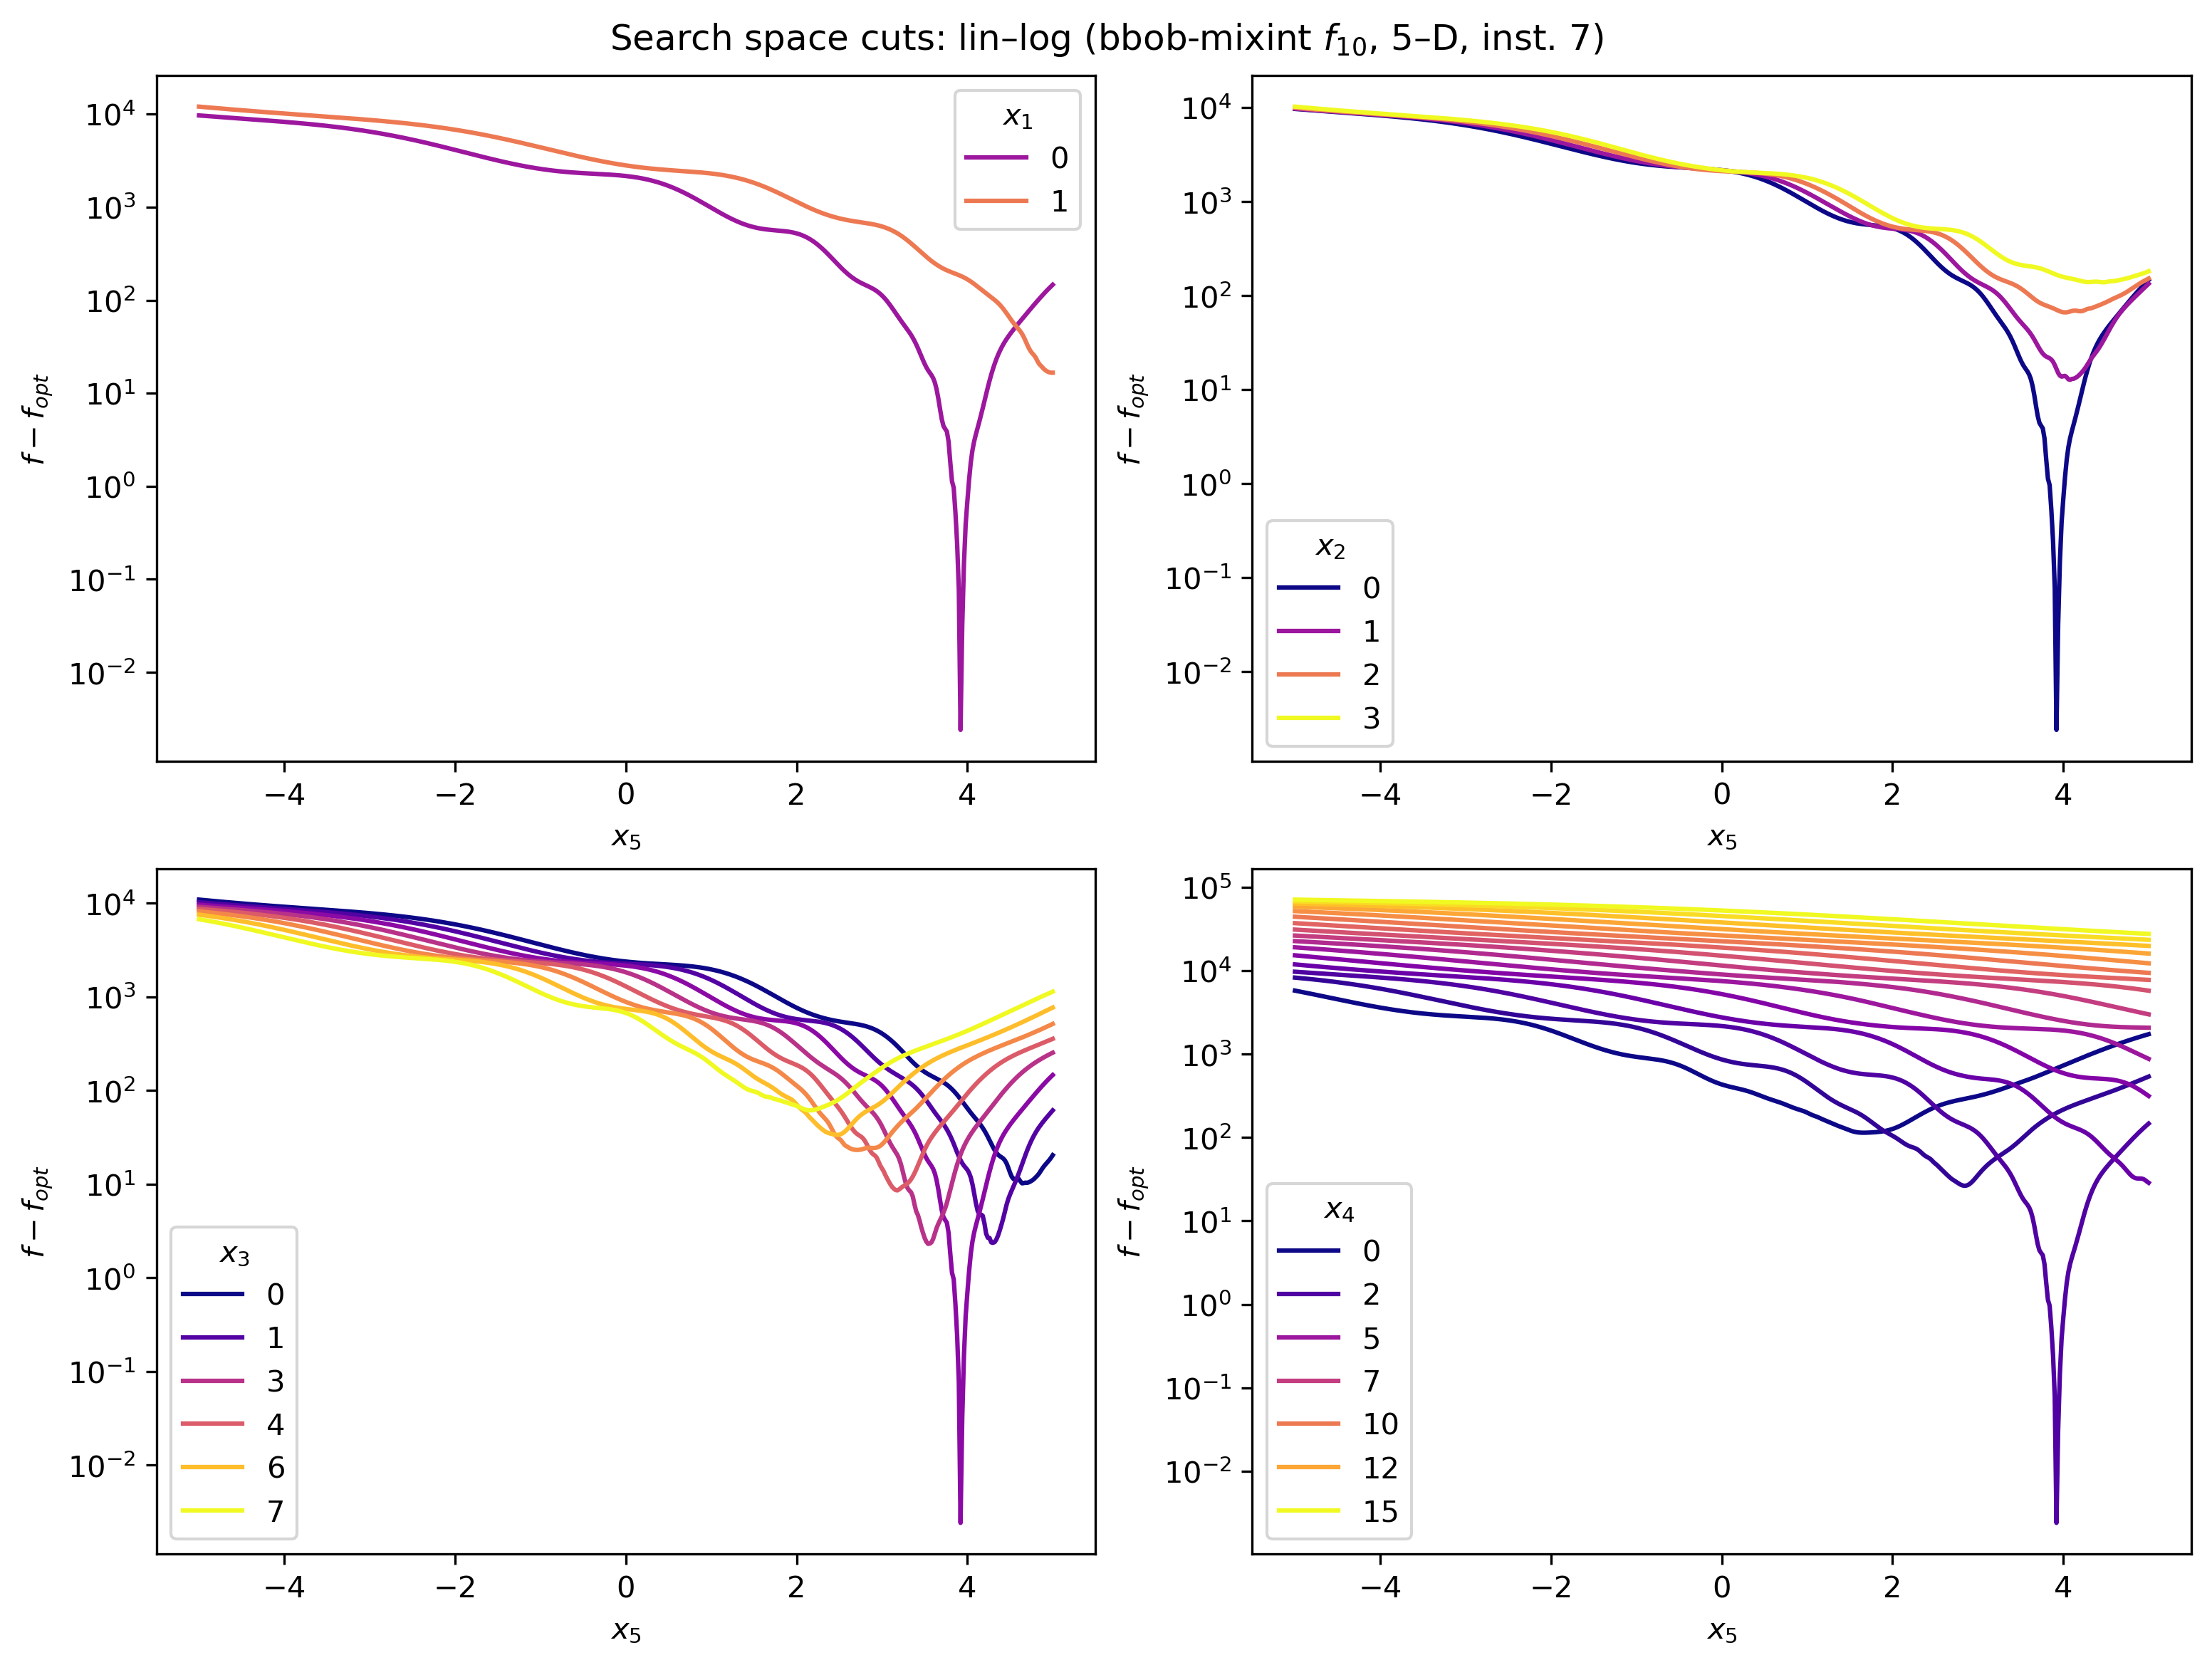 Search space cuts: lin–log (bbob-mixint f10, 5–D, inst. 7)
10^4
10^3
10^2
10^1
10^0
10^−1
10^−2
f − fopt
x1
0
1
−4 −2 0 2 4
x5
10^4
10^3
10^2
10^1
10^0
10^−1
10^−2
f − fopt
x2
0
1
2
3
−4 −2 0 2 4
x5
10^4
10^3
10^2
10^1
10^0
10^−1
10^−2
f − fopt
x3
0
1
3
4
6
7
−4 −2 0 2 4
x5
10^5
10^4
10^3
10^2
10^1
10^0
10^−1
10^−2
f − fopt
x4
0
2
5
7
10
12
15
−4 −2 0 2 4
x5